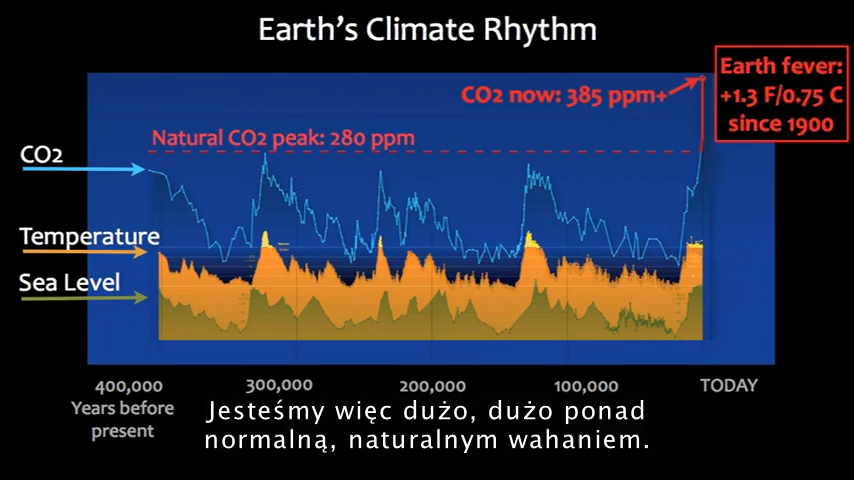 Earth's Climate Rhythm
Earth fever:
+1.3 F/0.75 C
since 1900
CO2 now: 385 ppm+
Natural CO2 peak: 280 ppm
CO2
Temperature
Sea Level
400,000
300,000
200,000
100,000
TODAY
Years before
present
Jesteśmy więc dużo, dużo ponad
normalną, naturalnym wahaniem.